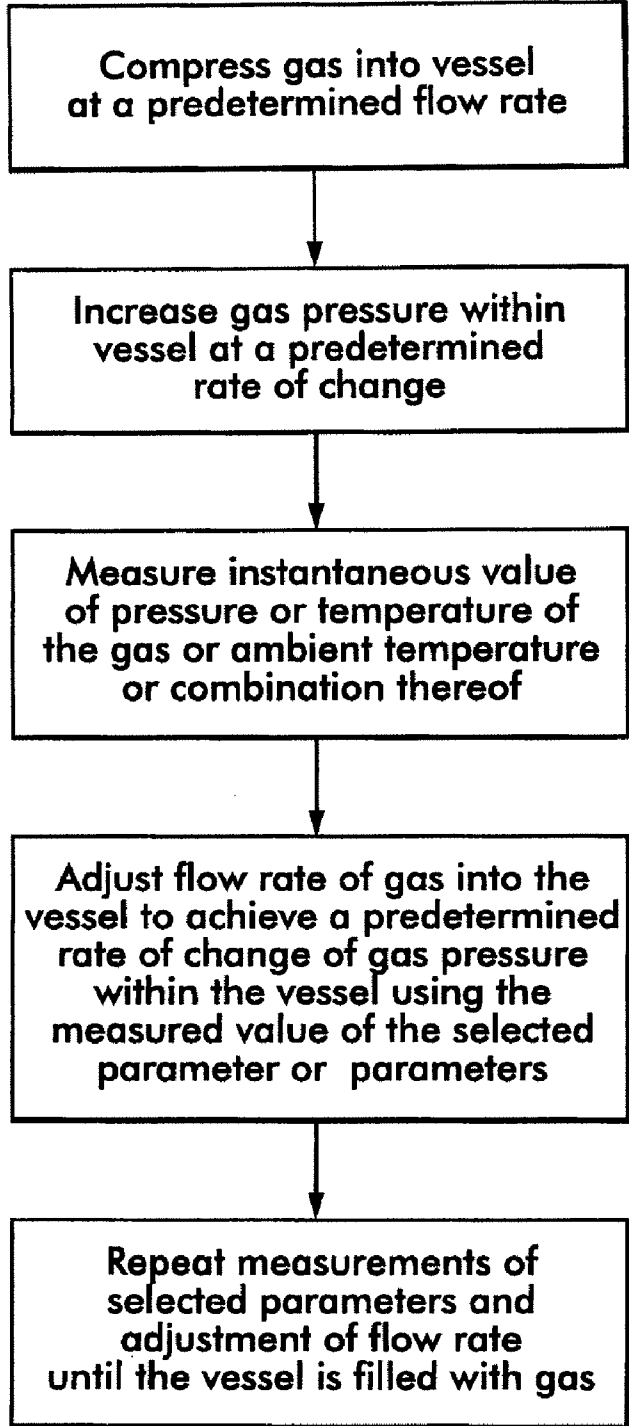 Compress gas into vessel
at a predetermined flow rate
Increase gas pressure within
vessel at a predetermined
rate of change
Measure instantaneous value
of pressure or temperature of
the gas or ambient temperature
or combination thereof
Adjust flow rate of gas into the
vessel to achieve a predetermined
rate of change of gas pressure
within the vessel using the
measured value of the selected
parameter or parameters
Repeat measurements of
selected parameters and
adjustment of flow rate
until the vessel is filled with gas